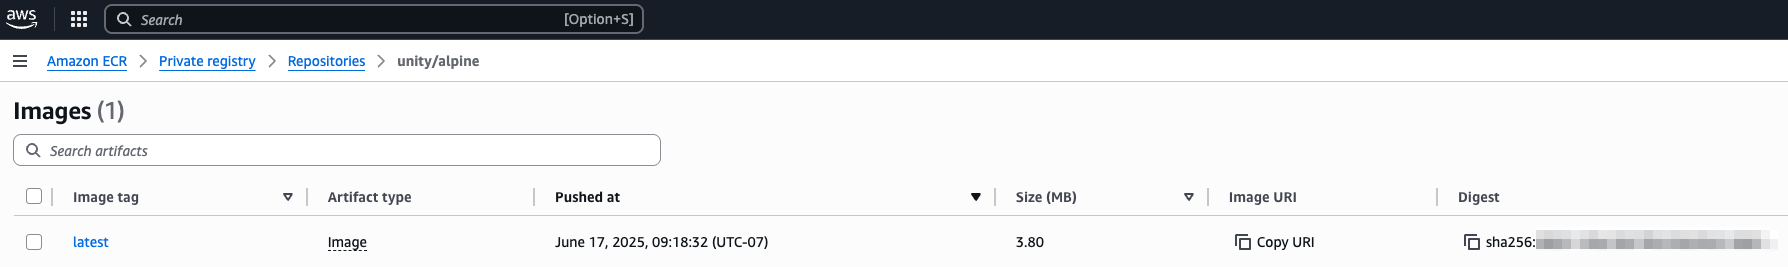 aws Search [Option+S]
Amazon ECR Private registry Repositories unity/alpine
Images (1)
Search artifacts
Image tag Artifact type Pushed at Size (MB) Image URI Digest
latest Image June 17, 2025, 09:18:32 (UTC-07) 3.80 Copy URI sha256: